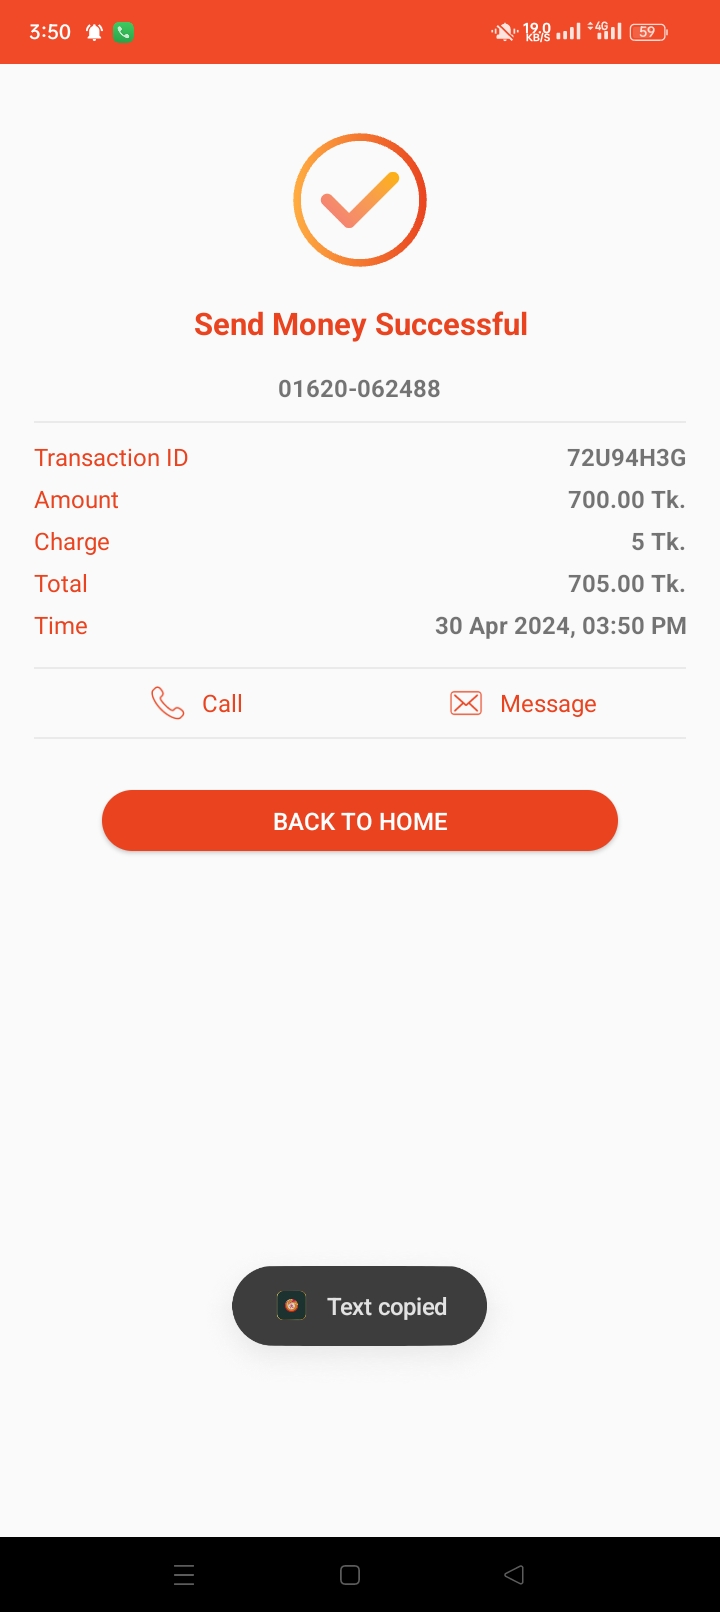 3:50 19.0 KB/S 4G 59
Send Money Successful
01620-062488
Transaction ID 72U94H3G
Amount 700.00 Tk.
Charge 5 Tk.
Total 705.00 Tk.
Time 30 Apr 2024, 03:50 PM
Call Message
BACK TO HOME
Text copied